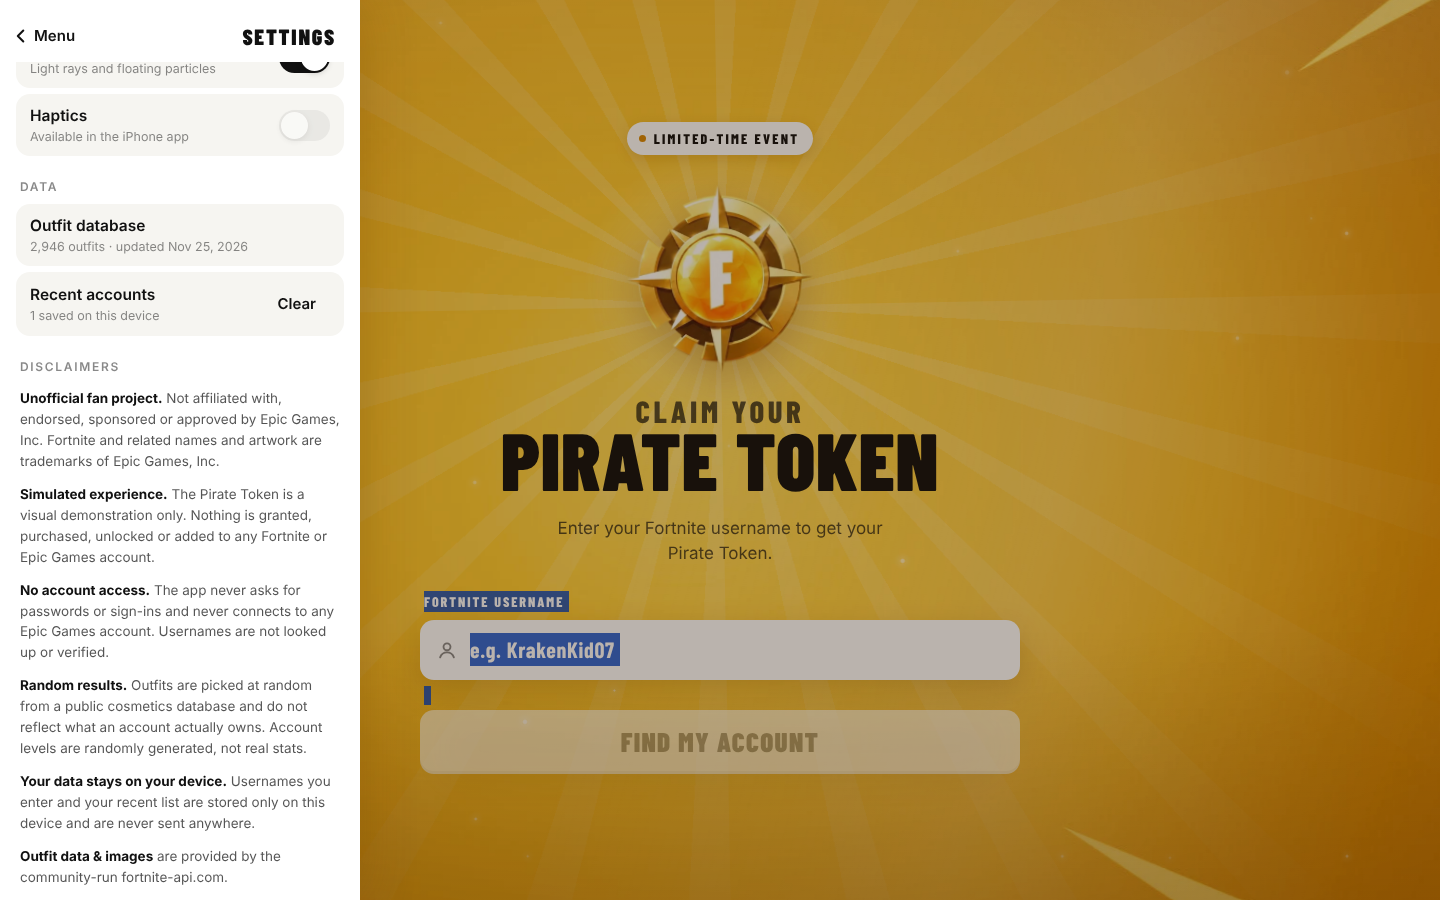 Menu
SETTINGS
Light rays and floating particles
Haptics
Available in the iPhone app
DATA
Outfit database
2,946 outfits · updated Nov 25, 2026
Recent accounts
1 saved on this device
Clear
DISCLAIMERS
Unofficial fan project. Not affiliated with,
endorsed, sponsored or approved by Epic Games,
Inc. Fortnite and related names and artwork are
trademarks of Epic Games, Inc.
Simulated experience. The Pirate Token is a
visual demonstration only. Nothing is granted,
purchased, unlocked or added to any Fortnite or
Epic Games account.
No account access. The app never asks for
passwords or sign-ins and never connects to any
Epic Games account. Usernames are not looked
up or verified.
Random results. Outfits are picked at random
from a public cosmetics database and do not
reflect what an account actually owns. Account
levels are randomly generated, not real stats.
Your data stays on your device. Usernames you
enter and your recent list are stored only on this
device and are never sent anywhere.
Outfit data & images are provided by the
community-run fortnite-api.com.
LIMITED-TIME EVENT
F
CLAIM YOUR
PIRATE TOKEN
Enter your Fortnite username to get your
Pirate Token.
FORTNITE USERNAME
e.g. KrakenKid07
FIND MY ACCOUNT